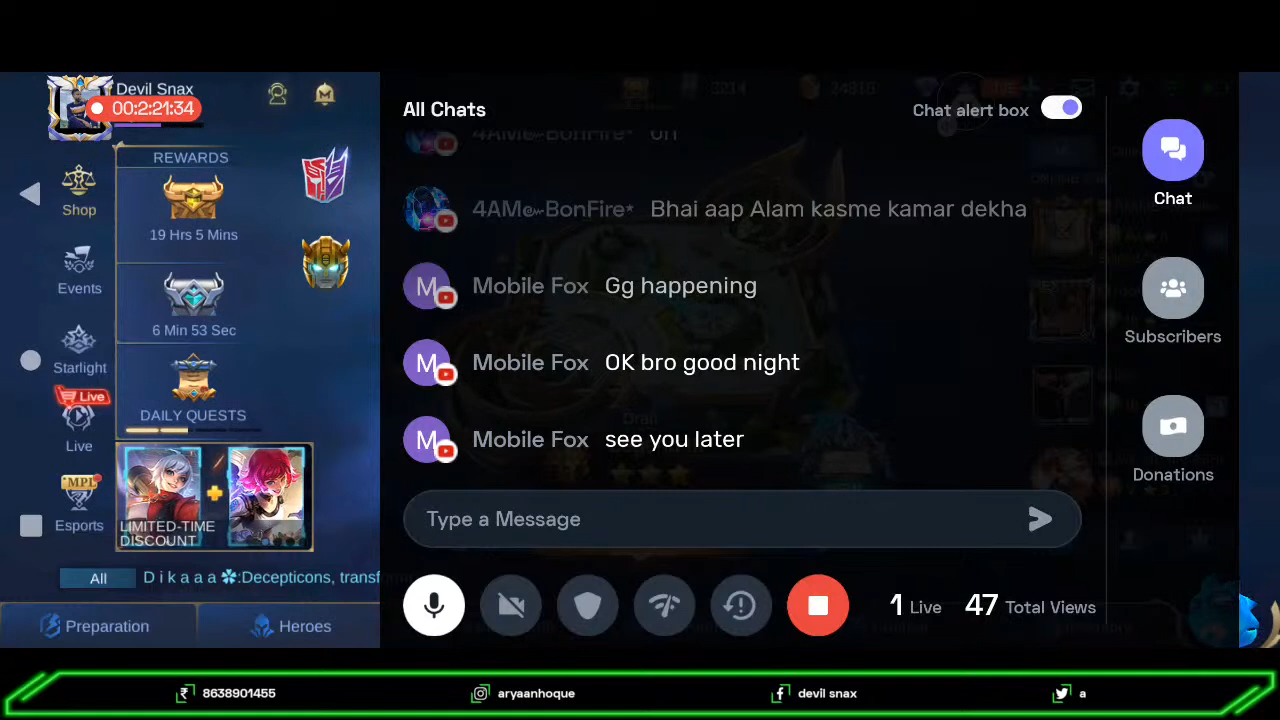 Devil Snax
00:2:21:34
REWARDS
19 Hrs 5 Mins
6 Min 53 Sec
DAILY QUESTS
LIMITED-TIME
DISCOUNT
Shop
Events
Starlight
Live
Live
MPL
Esports
All
D i k a a a ✤:Decepticons, transf
Preparation
Heroes
All Chats
Chat alert box
4AM BonFire*
4AM BonFire* Bhai aap Alam kasme kamar dekha
M Mobile Fox Gg happening
M Mobile Fox OK bro good night
M Mobile Fox see you later
Type a Message
1 Live 47 Total Views
Chat
Subscribers
Donations
₹ 8638901455
aryaanhoque
devil snax
a